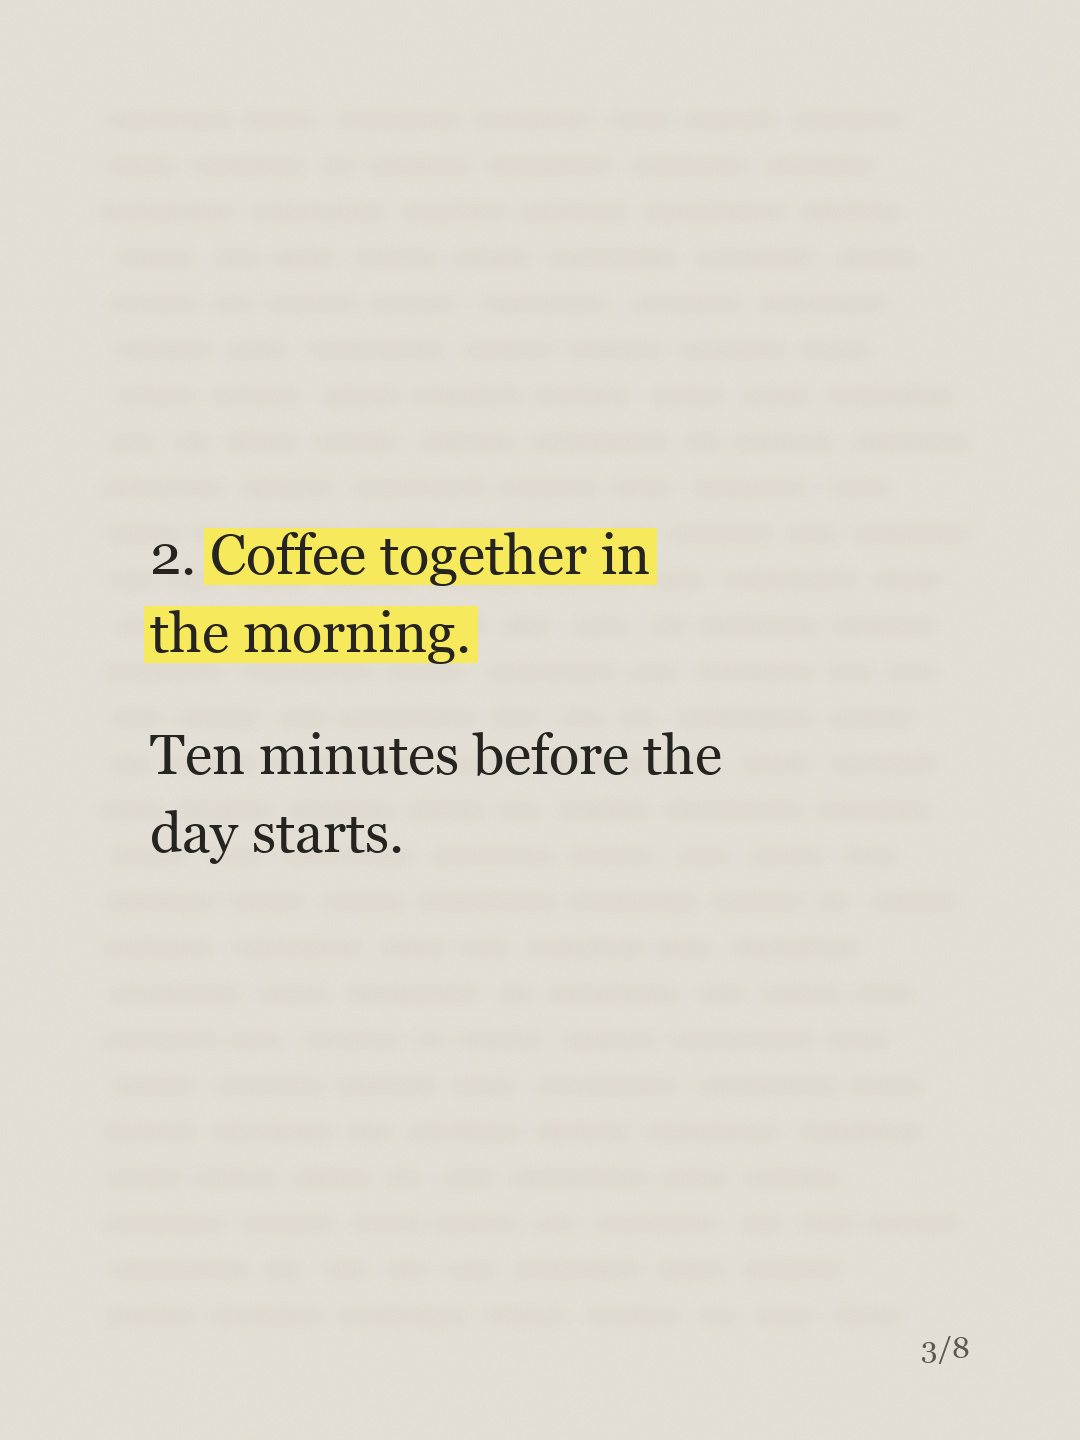 2. Coffee together in
the morning.
Ten minutes before the
day starts.
3/8